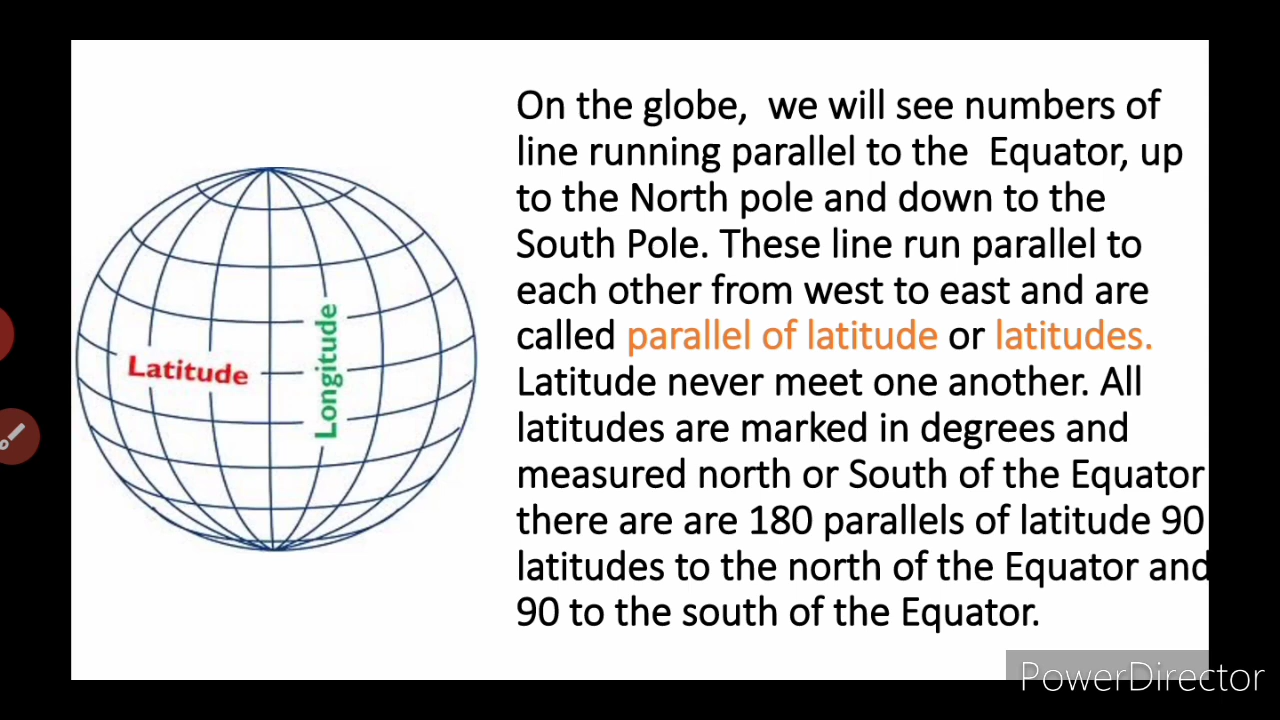 On the globe,  we will see numbers of
line running parallel to the  Equator, up
to the North pole and down to the
South Pole. These line run parallel to
each other from west to east and are
called parallel of latitude or latitudes.
Latitude never meet one another. All
latitudes are marked in degrees and
measured north or South of the Equator
there are are 180 parallels of latitude 90
latitudes to the north of the Equator and
90 to the south of the Equator.
Latitude
Longitude
PowerDirector